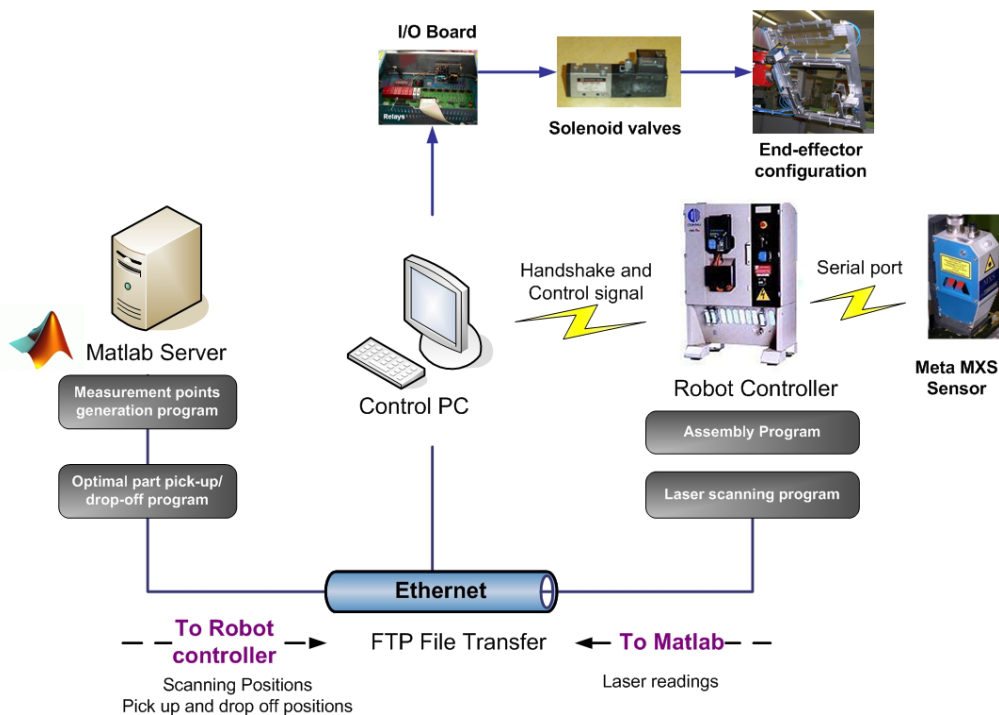 I/O Board
Relays
Solenoid valves
End-effector
configuration
Handshake and
Control signal
Serial port
Matlab Server
Measurement points
generation program
Optimal part pick-up/
drop-off program
Control PC
Robot Controller
Assembly Program
Laser scanning program
Meta MXS
Sensor
Ethernet
To Robot
controller
FTP File Transfer
To Matlab
Scanning Positions
Pick up and drop off positions
Laser readings